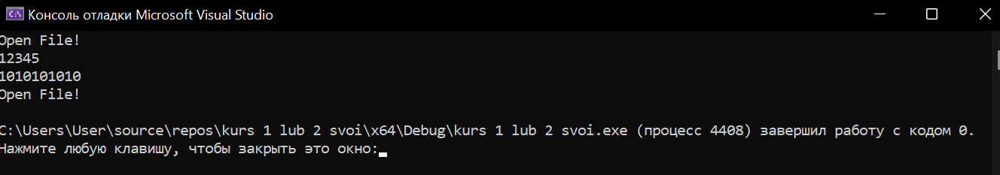 Консоль отладки Microsoft Visual Studio
Open File!
12345
1010101010
Open File!
C:\Users\User\source\repos\kurs 1 lub 2 svoi\x64\Debug\kurs 1 lub 2 svoi.exe (процесс 4408) завершил работу с кодом 0.
Нажмите любую клавишу, чтобы закрыть это окно: